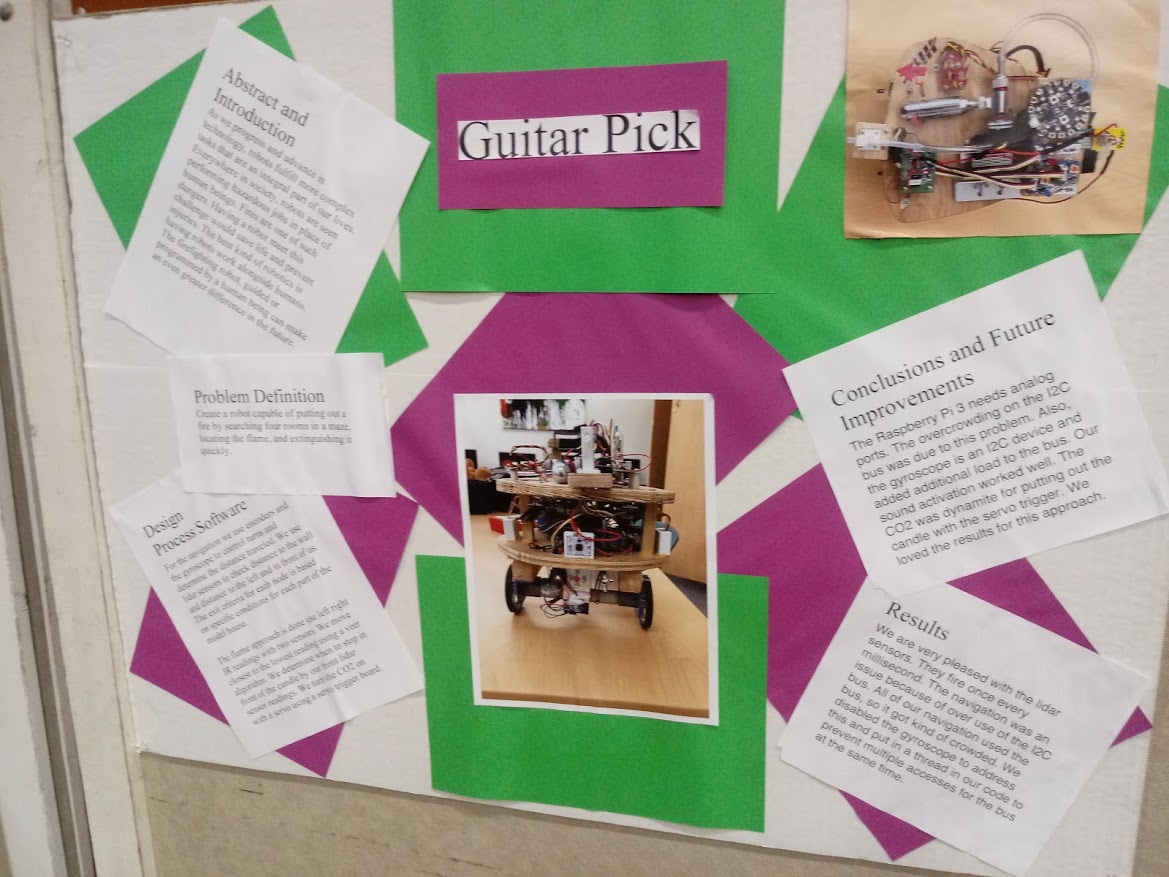 Guitar Pick
Abstract and
Introduction
As we progress and advance in
technology, robots fulfill more complex
tasks that are an integral part of our lives.
Everywhere in society, robots are seen
performing hazardous jobs in place of
human beings. Fires are one of such
dangers. Having a robot meet this
challenge would save life and prevent
injuries. The best kind of robotics is
having robots work alongside humans.
The firefighting robot, guided or
programmed by a human being can make
an even greater difference in the future.
Problem Definition
Create a robot capable of putting out a
fire by searching four rooms in a maze,
locating the flame, and extinguishing it
quickly.
Design
Process Software
For the navigation we use encoders and
the gyroscope to control turns and
determine the distance traveled. We use
lidar sensors to check distance to the wall
and distance to the left and in front of us.
The exit criteria for each node is based
on specific conditions for each part of the
model house
The flame approach is done use left right
IR readings with two sensors. We move
closest to the lowest reading using a veer
algorithm. We determine when to stop in
front of the candle by out front lidar
sensor readings. We turn the CO2 on
with a servo using a servo trigger board.
Conclusions and Future
Improvements
The Raspberry Pi 3 needs analog
ports. The overcrowding on the I2C
bus was due to this problem. Also,
the gyroscope is an I2C device and
added additional load to the bus. Our
sound activation worked well. The
CO2 was dynamite for putting out the
candle with the servo trigger. We
loved the results for this approach.
Results
We are very pleased with the lidar
sensors. They fire once every
millisecond. The navigation was an
issue because of over use of the I2C
bus. All of our navigation used the
bus, so it got kind of crowded. We
disabled the gyroscope to address
this and put in a thread in our code to
prevent multiple accesses for the bus
at the same time.